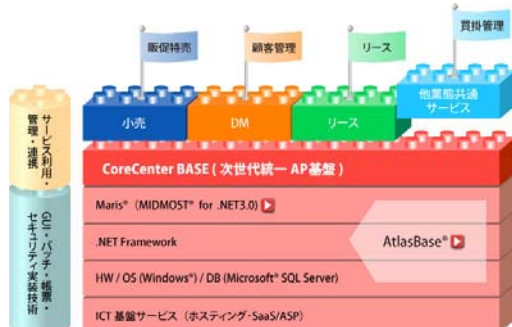 買掛管理
販促特売
顧客管理
リース
他業態共通
サービス
小売
DM
リース
サービス利用・
管理・連携
CoreCenter BASE ( 次世代統一 AP基盤 )
Maris® (MIDMOST® for .NET3.0)
.NET Framework
AtlasBase®
HW / OS (Windows®) / DB (Microsoft® SQL Server)
ICT 基盤サービス (ホスティング・SaaS/ASP)
GUI・バッチ・帳票・
セキュリティ実装技術